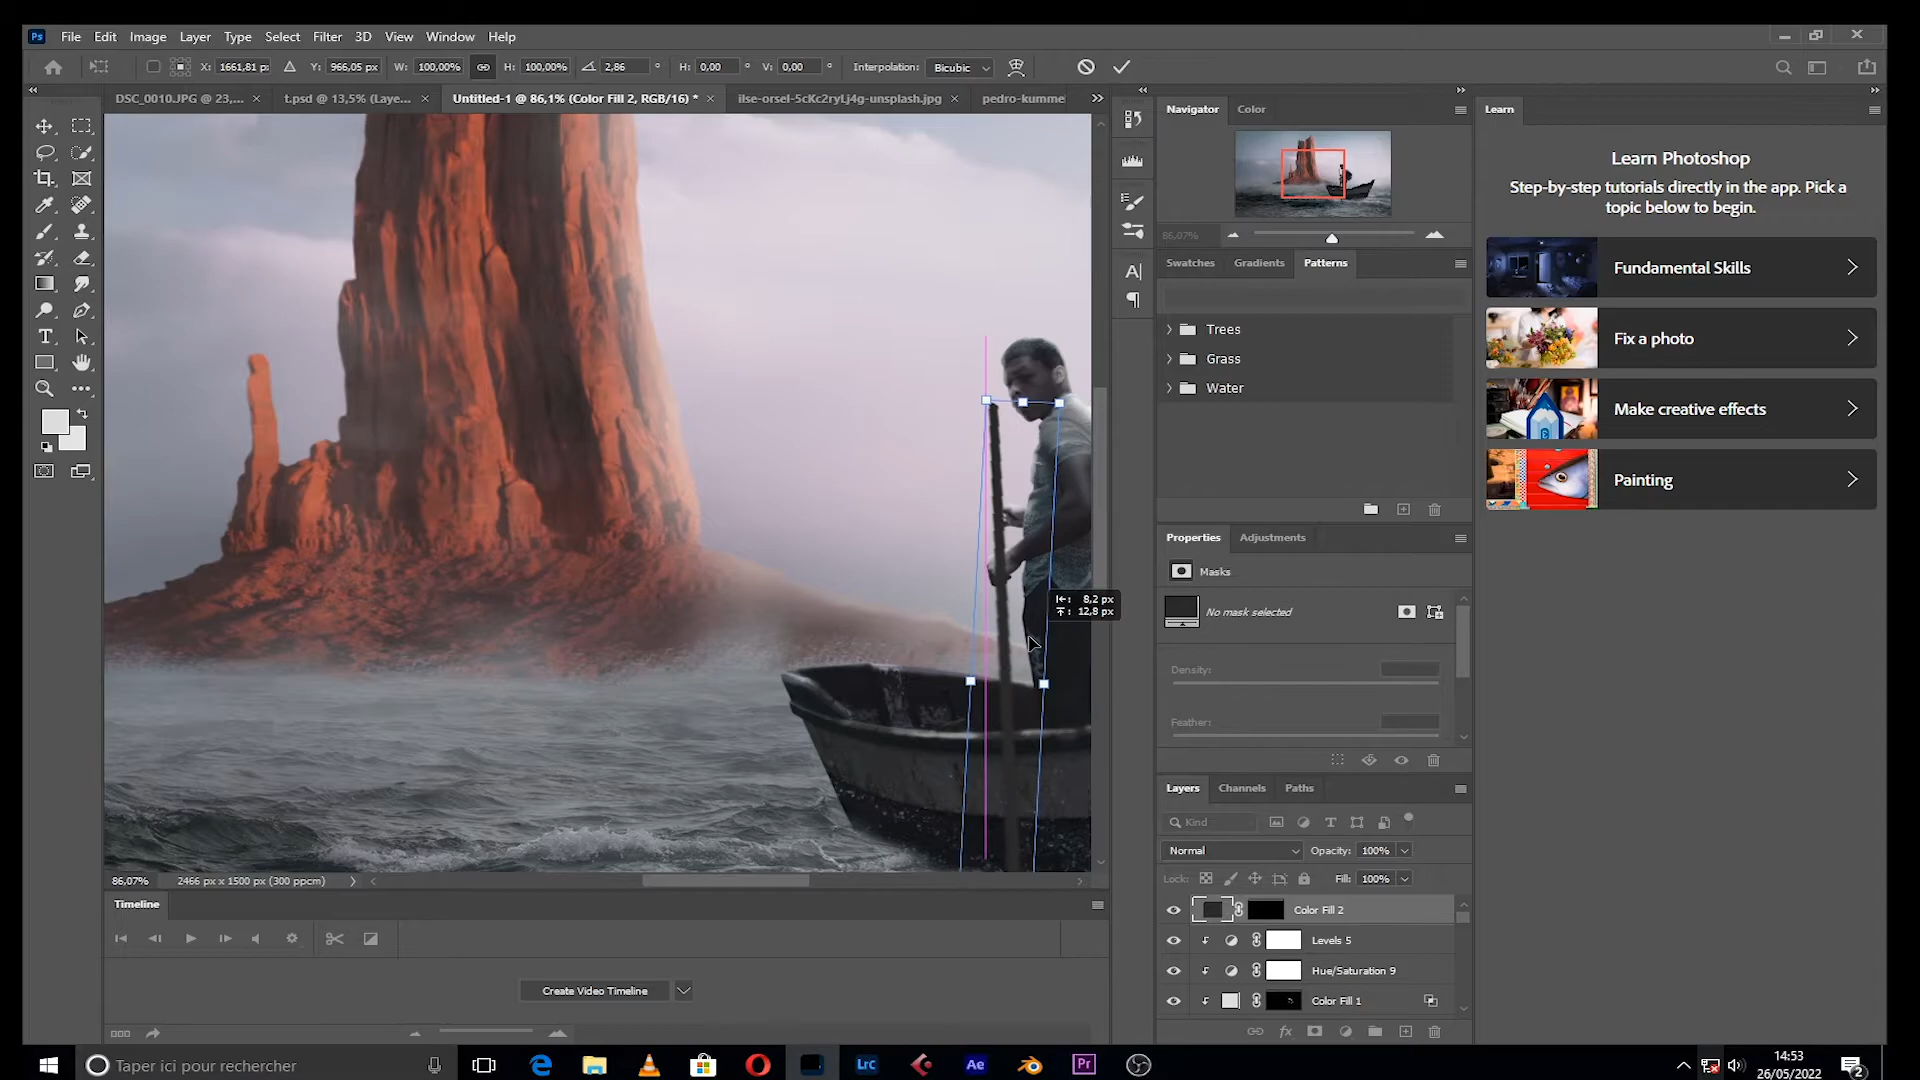 Ps File Edit Image Layer Type Select Filter 3D View Window Help
X: 1661,81 p: Y: 966,05 px W: 100,00% H: 100,00% 2,86 ° H: 0,00 ° V: 0,00 ° Interpolation: Bicubic
DSC_0010.JPG @ 23,... × t.psd @ 13,5% (Laye... × Untitled-1 @ 86,1% (Color Fill 2, RGB/16) * × ilse-orsel-5cKc2ryLj4g-unsplash.jpg × pedro-kumme
Navigator Color
86,07%
Swatches Gradients Patterns
Trees
Grass
Water
Properties Adjustments
Masks
No mask selected
Density:
Feather:
Layers Channels Paths
Kind
Normal Opacity: 100%
Lock: Fill: 100%
Color Fill 2
Levels 5
Hue/Saturation 9
Color Fill 1
Learn
Learn Photoshop
Step-by-step tutorials directly in the app. Pick a
topic below to begin.
Fundamental Skills
Fix a photo
Make creative effects
Painting
8,2 px
12,8 px
86,07% 2466 px x 1500 px (300 ppcm)
Timeline
Create Video Timeline
Taper ici pour rechercher
Lrc Ae Pr
14:53
26/05/2022
2